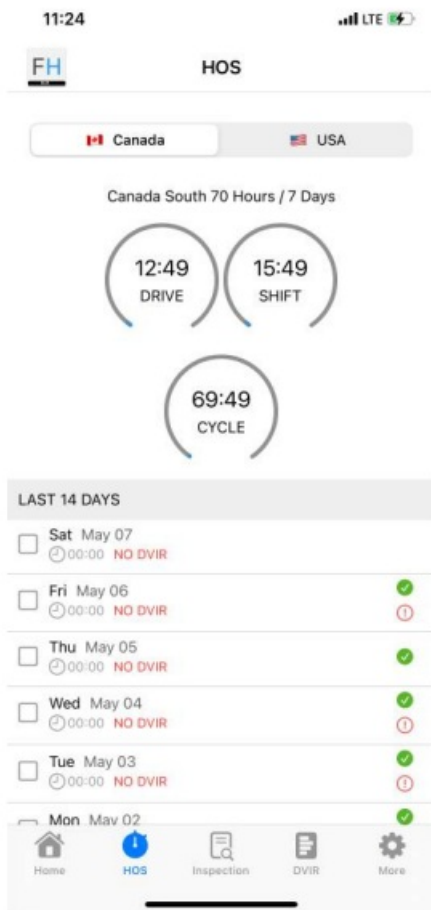 11:24 LTE
FH HOS
Canada USA
Canada South 70 Hours / 7 Days
12:49 15:49
DRIVE SHIFT
69:49
CYCLE
LAST 14 DAYS
Sat May 07
00:00 NO DVIR
Fri May 06
00:00 NO DVIR
Thu May 05
00:00 NO DVIR
Wed May 04
00:00 NO DVIR
Tue May 03
00:00 NO DVIR
Mon May 02
Home HOS Inspection DVIR More